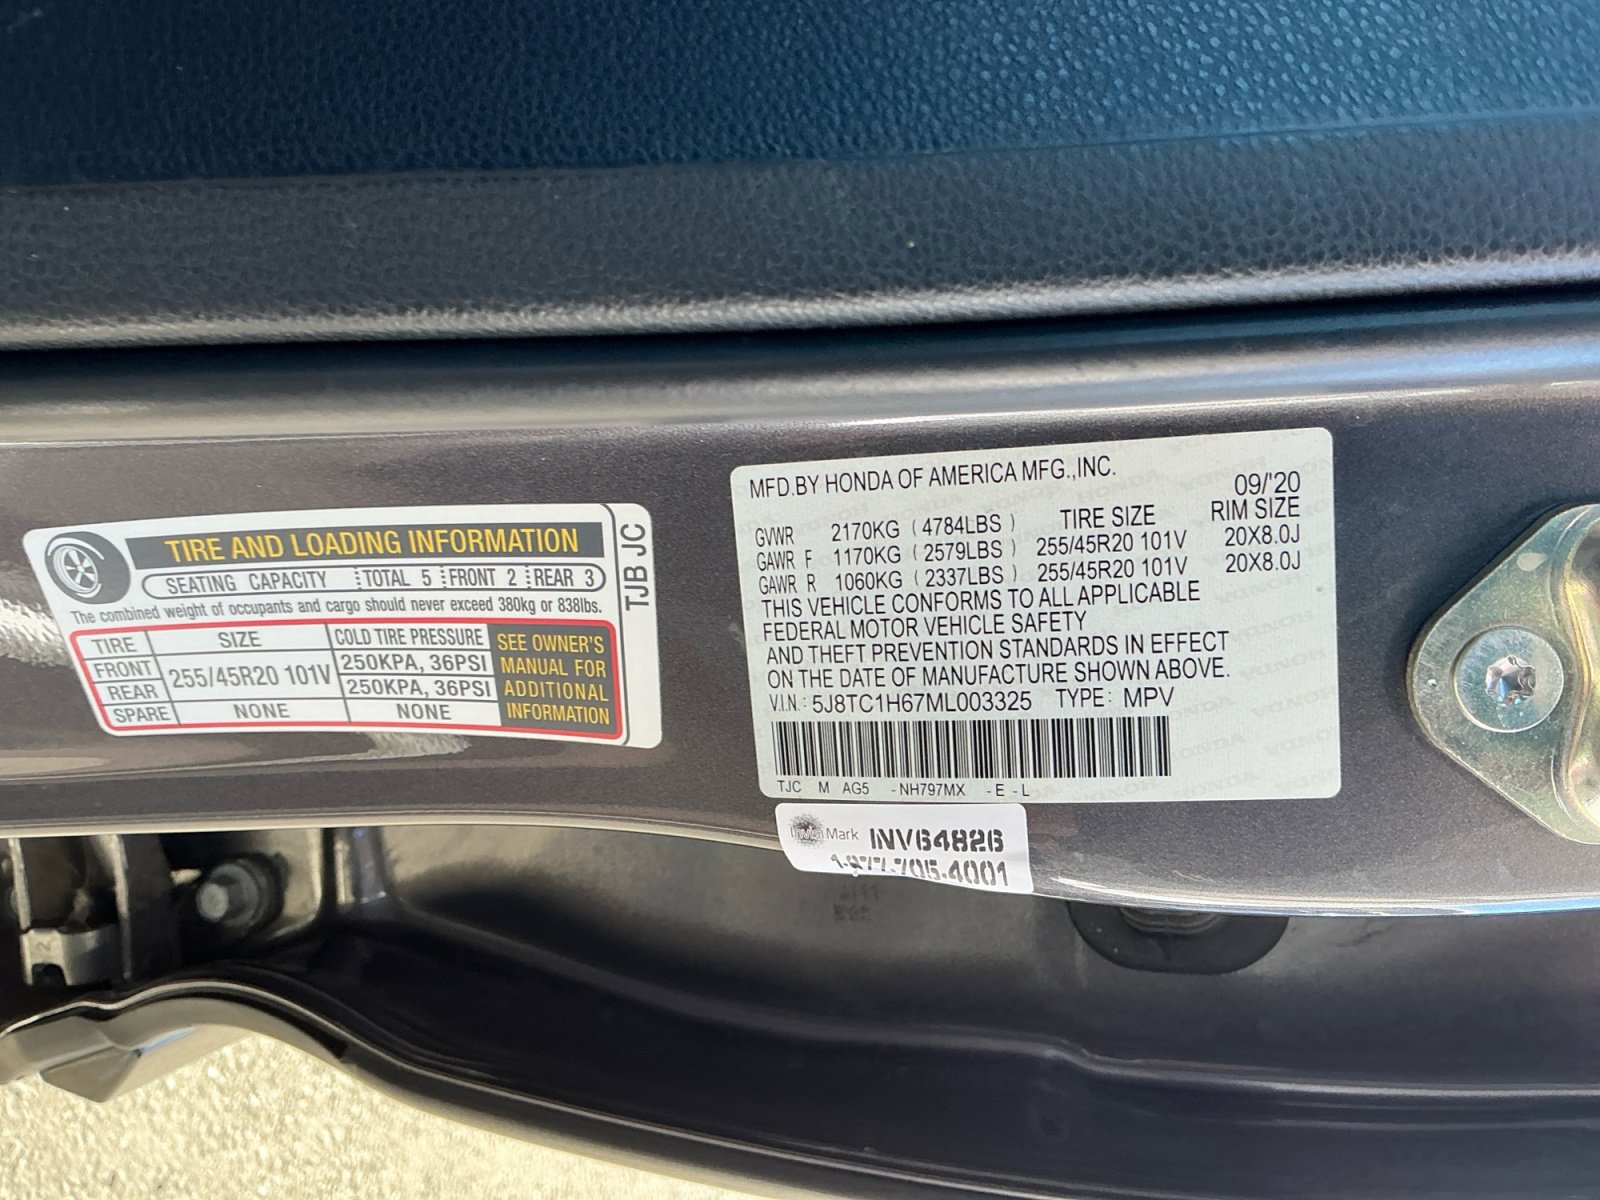 TIRE AND LOADING INFORMATION
SEATING CAPACITY TOTAL 5 FRONT 2 REAR 3
The combined weight of occupants and cargo should never exceed 380kg or 838lbs.
TIRE SIZE COLD TIRE PRESSURE
FRONT 255/45R20 101V 250KPA, 36PSI
REAR 250KPA, 36PSI
SPARE NONE NONE
SEE OWNER'S
MANUAL FOR
ADDITIONAL
INFORMATION
TJB JC
MFD.BY HONDA OF AMERICA MFG.,INC.
09/'20
GVWR 2170KG (4784LBS) TIRE SIZE RIM SIZE
GAWR F 1170KG (2579LBS) 255/45R20 101V 20X8.0J
GAWR R 1060KG (2337LBS) 255/45R20 101V 20X8.0J
THIS VEHICLE CONFORMS TO ALL APPLICABLE
FEDERAL MOTOR VEHICLE SAFETY
AND THEFT PREVENTION STANDARDS IN EFFECT
ON THE DATE OF MANUFACTURE SHOWN ABOVE.
V.I.N.: 5J8TC1H67ML003325 TYPE: MPV
TJC M AG5 -NH797MX -E -L
InvisiMark INV64826
1-877-705-4001